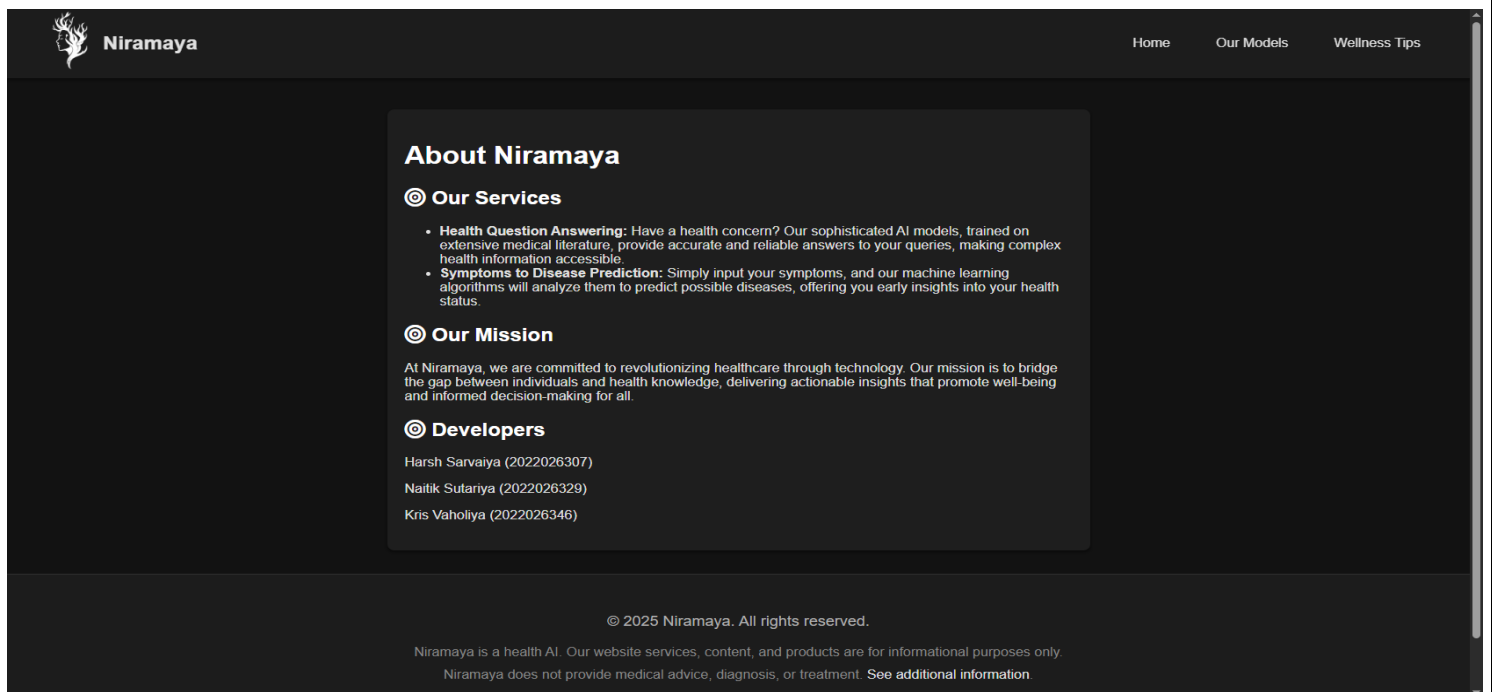 Niramaya
Home
Our Models
Wellness Tips
About Niramaya
Our Services
• Health Question Answering: Have a health concern? Our sophisticated AI models, trained on
extensive medical literature, provide accurate and reliable answers to your queries, making complex
health information accessible.
• Symptoms to Disease Prediction: Simply input your symptoms, and our machine learning
algorithms will analyze them to predict possible diseases, offering you early insights into your health
status.
Our Mission
At Niramaya, we are committed to revolutionizing healthcare through technology. Our mission is to bridge
the gap between individuals and health knowledge, delivering actionable insights that promote well-being
and informed decision-making for all.
Developers
Harsh Sarvaiya (2022026307)
Naitik Sutariya (2022026329)
Kris Vaholiya (2022026346)
© 2025 Niramaya. All rights reserved.
Niramaya is a health AI. Our website services, content, and products are for informational purposes only.
Niramaya does not provide medical advice, diagnosis, or treatment. See additional information.